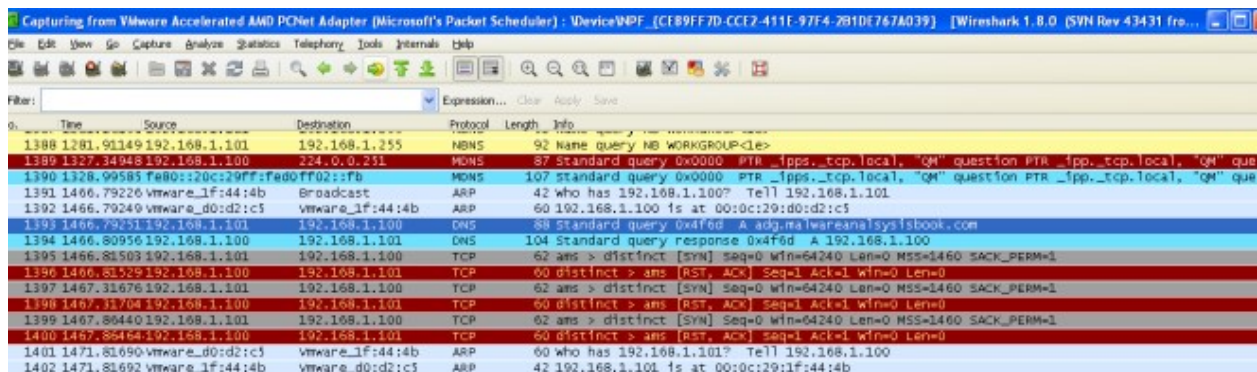 Capturing from VMware Accelerated AMD PCNet Adapter (Microsoft's Packet Scheduler) : \Device\NPF_{CEB9FF7D-CCE2-411E-97F4-2B1DE767A039} [Wireshark 1.8.0 (SVN Rev 43431 fro...
File Edit View Go Capture Analyze Statistics Telephony Tools Internals Help
Filter: Expression... Clear Apply Save
o. Time Source Destination Protocol Length Info
1388 1281.91149 192.168.1.101 192.168.1.255 NBNS 92 Name query NB WORKGROUP<1e>
1389 1327.34948 192.168.1.100 224.0.0.251 MDNS 87 Standard query 0x0000 PTR _ipps._tcp.local, "QM" question PTR _ipp._tcp.local, "QM" que
1390 1328.99585 fe80::20c:29ff:fed0 ff02::fb MDNS 107 Standard query 0x0000 PTR _ipps._tcp.local, "QM" question PTR _ipp._tcp.local, "QM" que
1391 1466.79226 Vmware_1f:44:4b Broadcast ARP 42 Who has 192.168.1.100? Tell 192.168.1.101
1392 1466.79249 Vmware_d0:d2:c5 Vmware_1f:44:4b ARP 60 192.168.1.100 is at 00:0c:29:d0:d2:c5
1393 1466.79251 192.168.1.101 192.168.1.100 DNS 88 Standard query 0x4f6d A adg.malwareanalsysisbook.com
1394 1466.80956 192.168.1.100 192.168.1.101 DNS 104 Standard query response 0x4f6d A 192.168.1.100
1395 1466.81503 192.168.1.101 192.168.1.100 TCP 62 ams > distinct [SYN] Seq=0 Win=64240 Len=0 MSS=1460 SACK_PERM=1
1396 1466.81529 192.168.1.100 192.168.1.101 TCP 60 distinct > ams [RST, ACK] Seq=1 Ack=1 Win=0 Len=0
1397 1467.31676 192.168.1.101 192.168.1.100 TCP 62 ams > distinct [SYN] Seq=0 Win=64240 Len=0 MSS=1460 SACK_PERM=1
1398 1467.31704 192.168.1.100 192.168.1.101 TCP 60 distinct > ams [RST, ACK] Seq=1 Ack=1 Win=0 Len=0
1399 1467.86440 192.168.1.101 192.168.1.100 TCP 62 ams > distinct [SYN] Seq=0 Win=64240 Len=0 MSS=1460 SACK_PERM=1
1400 1467.86464 192.168.1.100 192.168.1.101 TCP 60 distinct > ams [RST, ACK] Seq=1 Ack=1 Win=0 Len=0
1401 1471.81690 Vmware_d0:d2:c5 Vmware_1f:44:4b ARP 60 Who has 192.168.1.101? Tell 192.168.1.100
1402 1471.81692 Vmware_1f:44:4b Vmware_d0:d2:c5 ARP 42 192.168.1.101 is at 00:0c:29:1f:44:4b